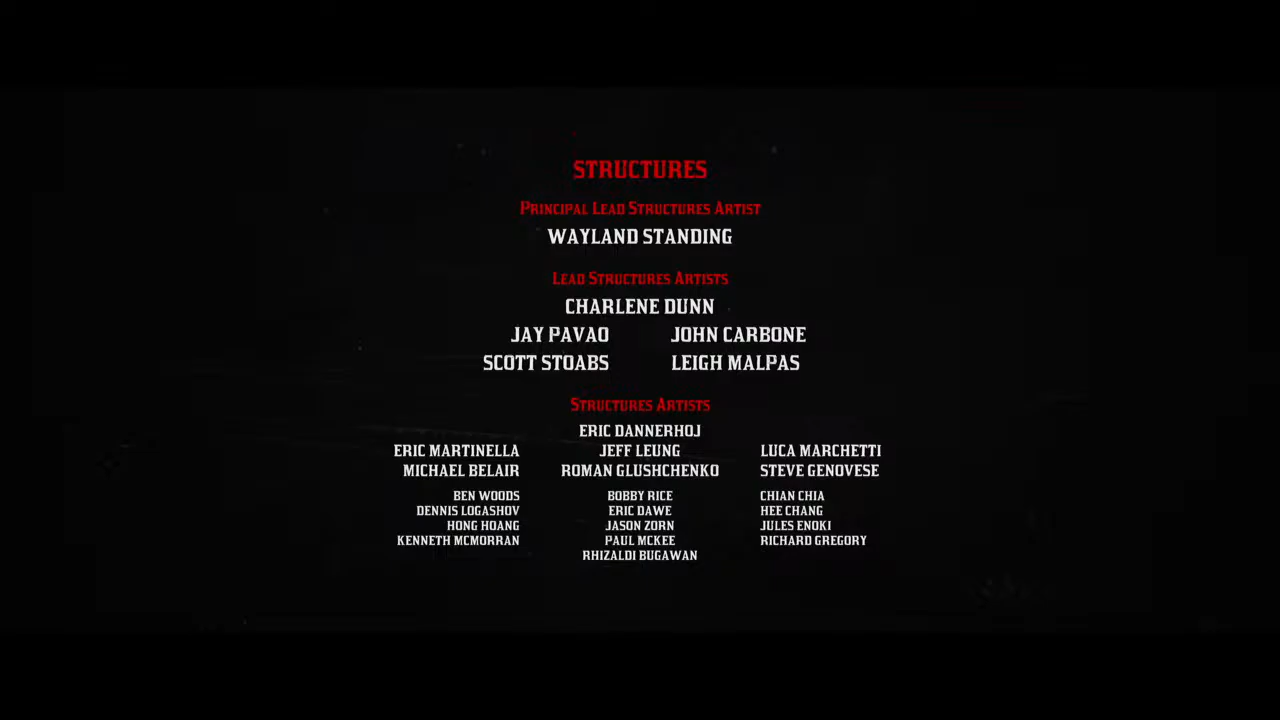 STRUCTURES
PRINCIPAL LEAD STRUCTURES ARTIST
WAYLAND STANDING
LEAD STRUCTURES ARTISTS
CHARLENE DUNN
JAY PAVAO JOHN CARBONE
SCOTT STOABS LEIGH MALPAS
STRUCTURES ARTISTS
ERIC DANNERHOJ
ERIC MARTINELLA JEFF LEUNG LUCA MARCHETTI
MICHAEL BELAIR ROMAN GLUSHCHENKO STEVE GENOVESE
BEN WOODS BOBBY RICE CHIAN CHIA
DENNIS LOGASHOV ERIC DAWE HEE CHANG
HONG HOANG JASON ZORN JULES ENOKI
KENNETH MCMORRAN PAUL MCKEE RICHARD GREGORY
RHIZALDI BUGAWAN